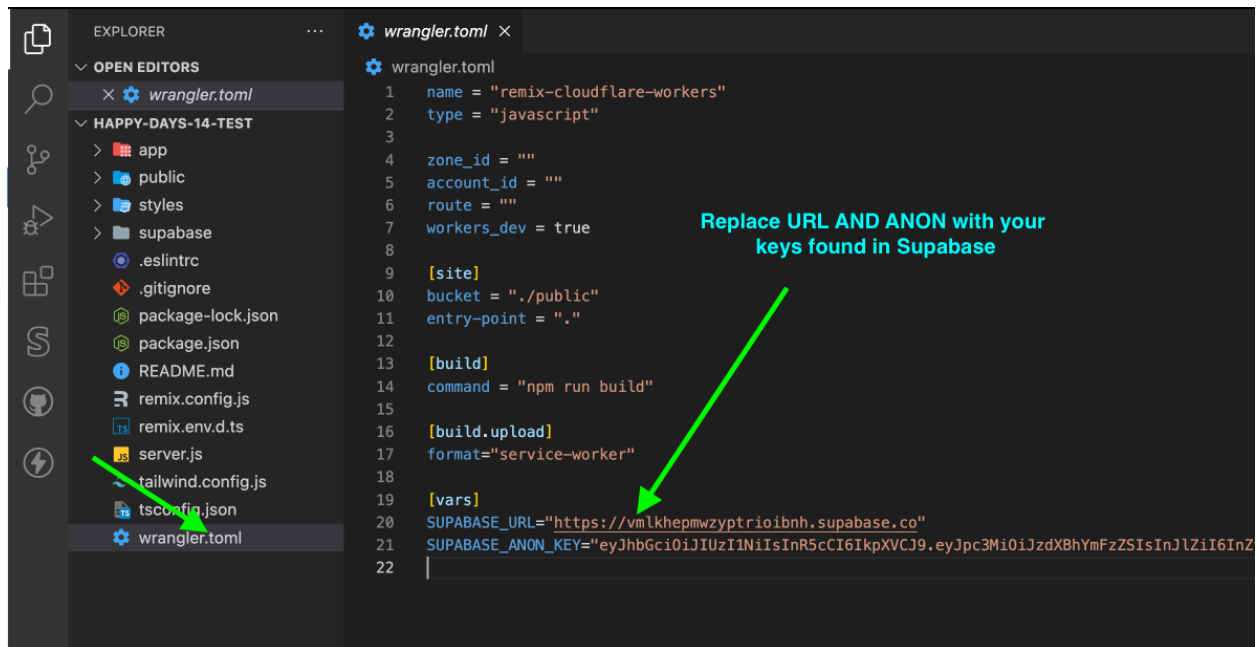 EXPLORER
...
wrangler.toml
OPEN EDITORS
wrangler.toml
HAPPY-DAYS-14-TEST
app
public
styles
supabase
.eslintrc
.gitignore
package-lock.json
package.json
README.md
remix.config.js
remix.env.d.ts
server.js
tailwind.config.js
tsconfig.json
wrangler.toml
wrangler.toml
1 name = "remix-cloudflare-workers"
2 type = "javascript"
3
4 zone_id = ""
5 account_id = ""
6 route = ""
7 workers_dev = true
8
9 [site]
10 bucket = "./public"
11 entry-point = "."
12
13 [build]
14 command = "npm run build"
15
16 [build.upload]
17 format="service-worker"
18
19 [vars]
20 SUPABASE_URL="https://vmlkhepmwzyptrioibnh.supabase.co"
21 SUPABASE_ANON_KEY="eyJhbGciOiJIUzI1NiIsInR5cCI6IkpXVCJ9.eyJpc3MiOiJzdXBhYmFzZSIsInJlZiI6InZ
22
Replace URL AND ANON with your
keys found in Supabase